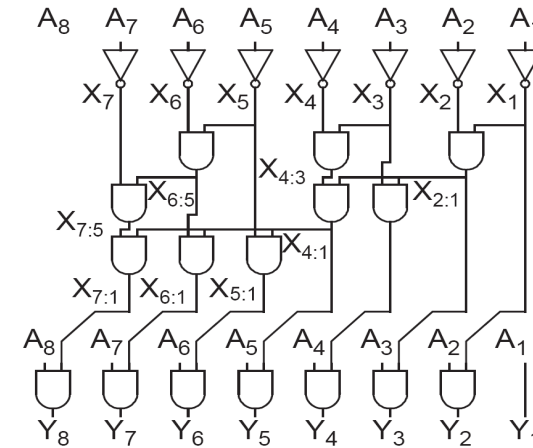 A8 A7 A6 A5 A4 A3 A2 A1
X7 X6 X5 X4 X3 X2 X1
X4:3
X6:5 X2:1
X7:5
X4:1
X7:1 X6:1 X5:1
A8 A7 A6 A5 A4 A3 A2 A1
Y8 Y7 Y6 Y5 Y4 Y3 Y2 Y1